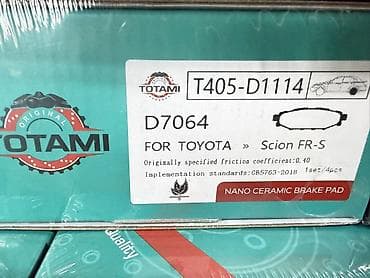 TOTAMI
T405-D1114
ORIGINAL
TOTAMI
D7064
FOR TOYOTA » Scion FR-S
Originally specified friction coefficient:0.40
Implementation standards:GB5763-2018
1set/4pcs
NANO CERAMIC BRAKE PAD
Quality